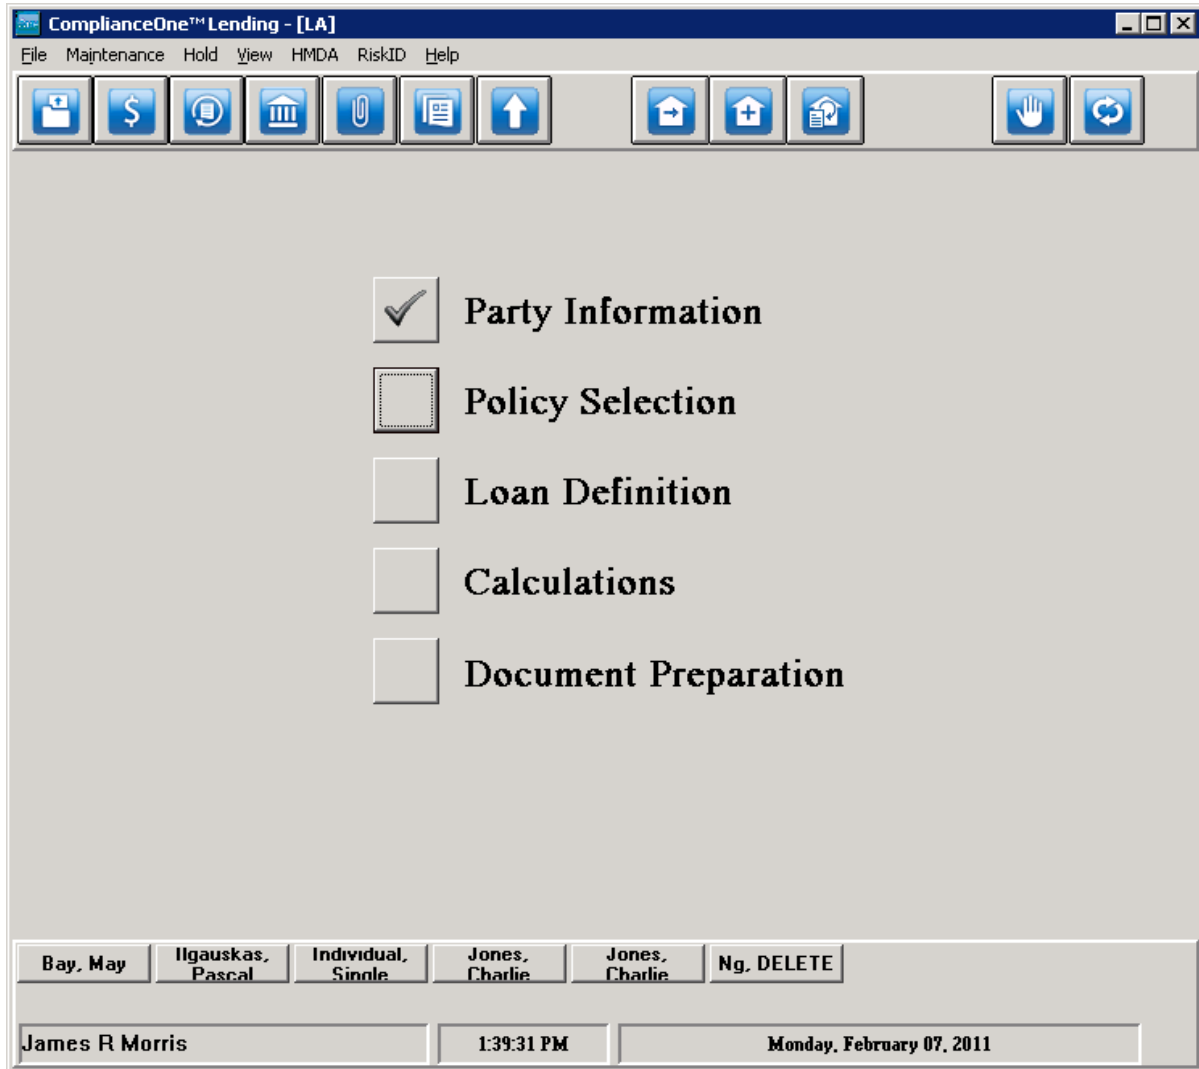 ComplianceOne™ Lending - [LA]
File Maintenance Hold View HMDA RiskID Help
Party Information
Policy Selection
Loan Definition
Calculations
Document Preparation
Bay, May
Ilgauskas,
Pascal
Individual,
Single
Jones,
Charlie
Jones,
Charlie
Ng, DELETE
James R Morris
1:39:31 PM
Monday, February 07, 2011